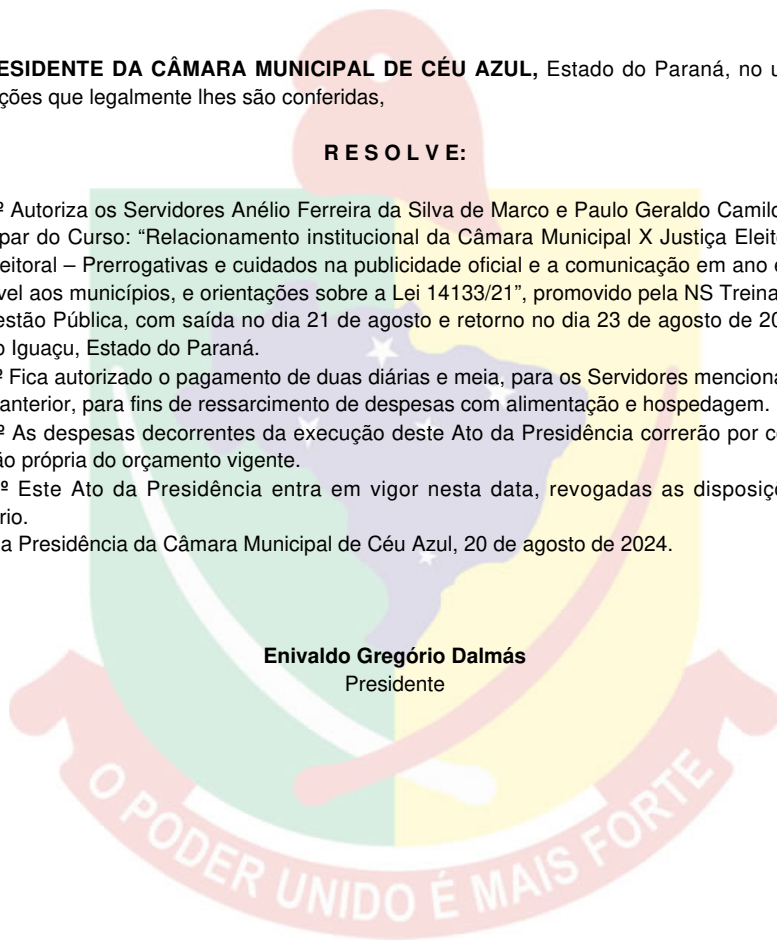 ESIDENTE DA CÂMARA MUNICIPAL DE CÉU AZUL, Estado do Paraná, no u
ções que legalmente lhes são conferidas,
R E S O L V E:
º Autoriza os Servidores Anélio Ferreira da Silva de Marco e Paulo Geraldo Camilo
par do Curso: “Relacionamento institucional da Câmara Municipal X Justiça Eleito
eitoral – Prerrogativas e cuidados na publicidade oficial e a comunicação em ano e
vel aos municípios, e orientações sobre a Lei 14133/21”, promovido pela NS Treina
estão Pública, com saída no dia 21 de agosto e retorno no dia 23 de agosto de 20
o Iguaçu, Estado do Paraná.
º Fica autorizado o pagamento de duas diárias e meia, para os Servidores menciona
anterior, para fins de ressarcimento de despesas com alimentação e hospedagem.
º As despesas decorrentes da execução deste Ato da Presidência correrão por c
ão própria do orçamento vigente.
º Este Ato da Presidência entra em vigor nesta data, revogadas as disposiçõ
rio.
a Presidência da Câmara Municipal de Céu Azul, 20 de agosto de 2024.
Enivaldo Gregório Dalmás
Presidente
O PODER UNIDO É MAIS FORTE